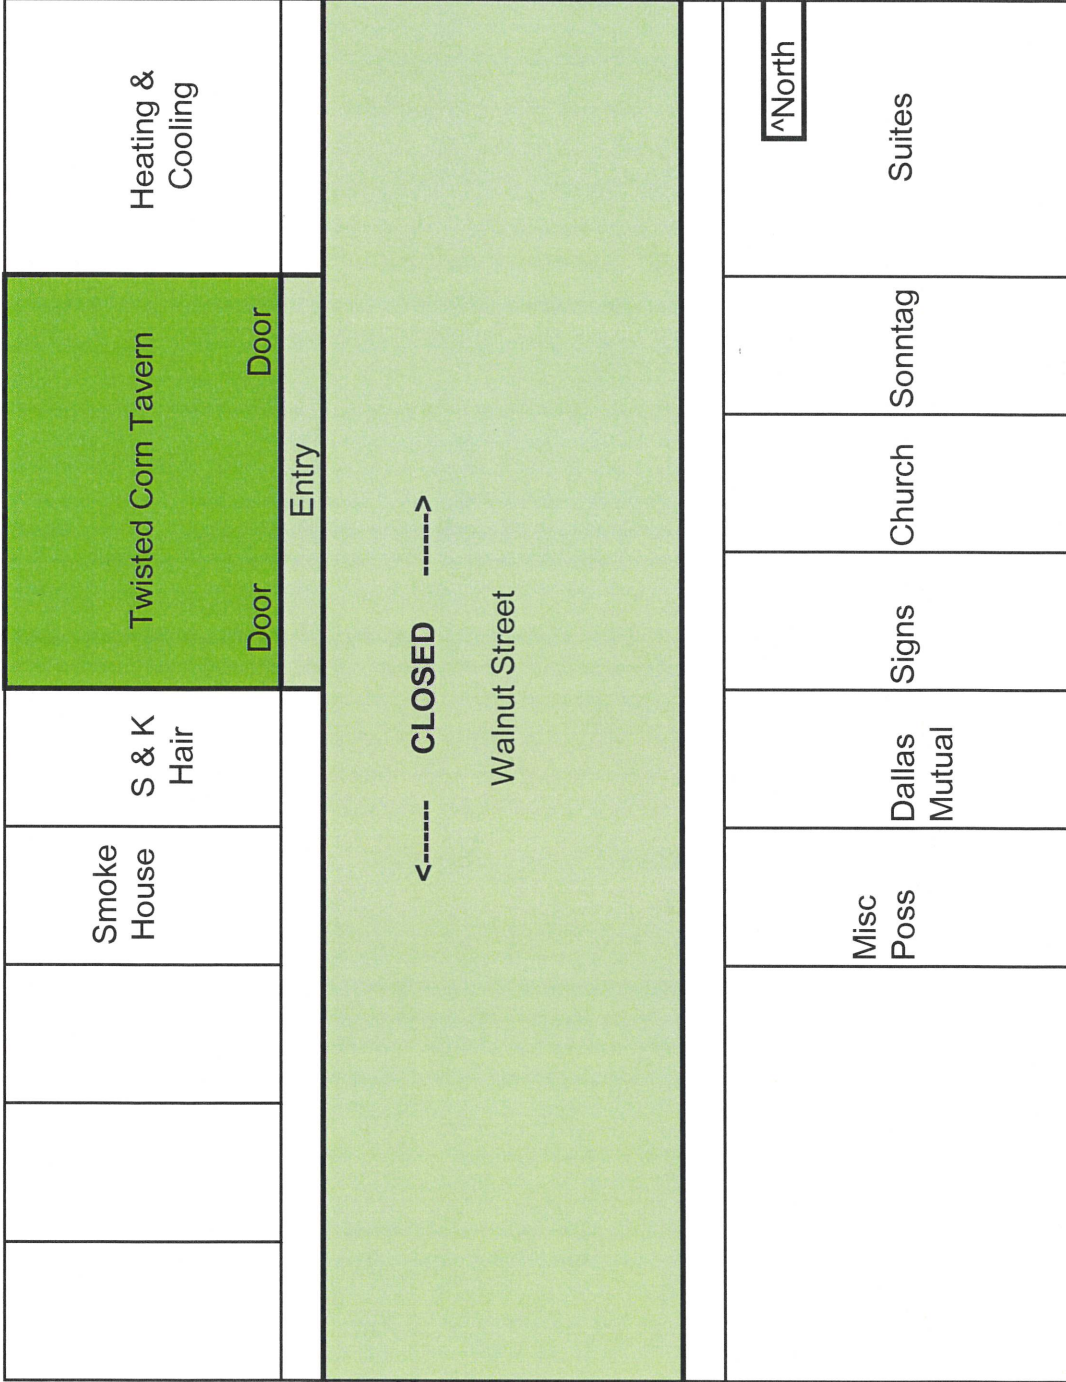 Smoke
House
S & K
Hair
Twisted Corn Tavern
Door
Door
Heating &
Cooling
Entry
<------- CLOSED ------>
Walnut Street
^North
Misc
Poss
Dallas
Mutual
Signs
Church
Sonntag
Suites